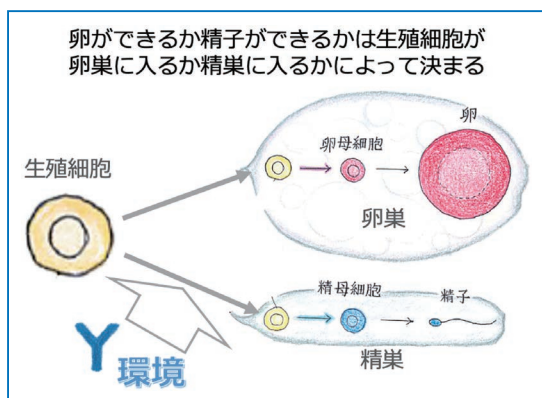 卵ができるか精子ができるかは生殖細胞が
卵巣に入るか精巣に入るかによって決まる
生殖細胞
卵母細胞
卵
卵巣
精母細胞
精子
精巣
Y
環境